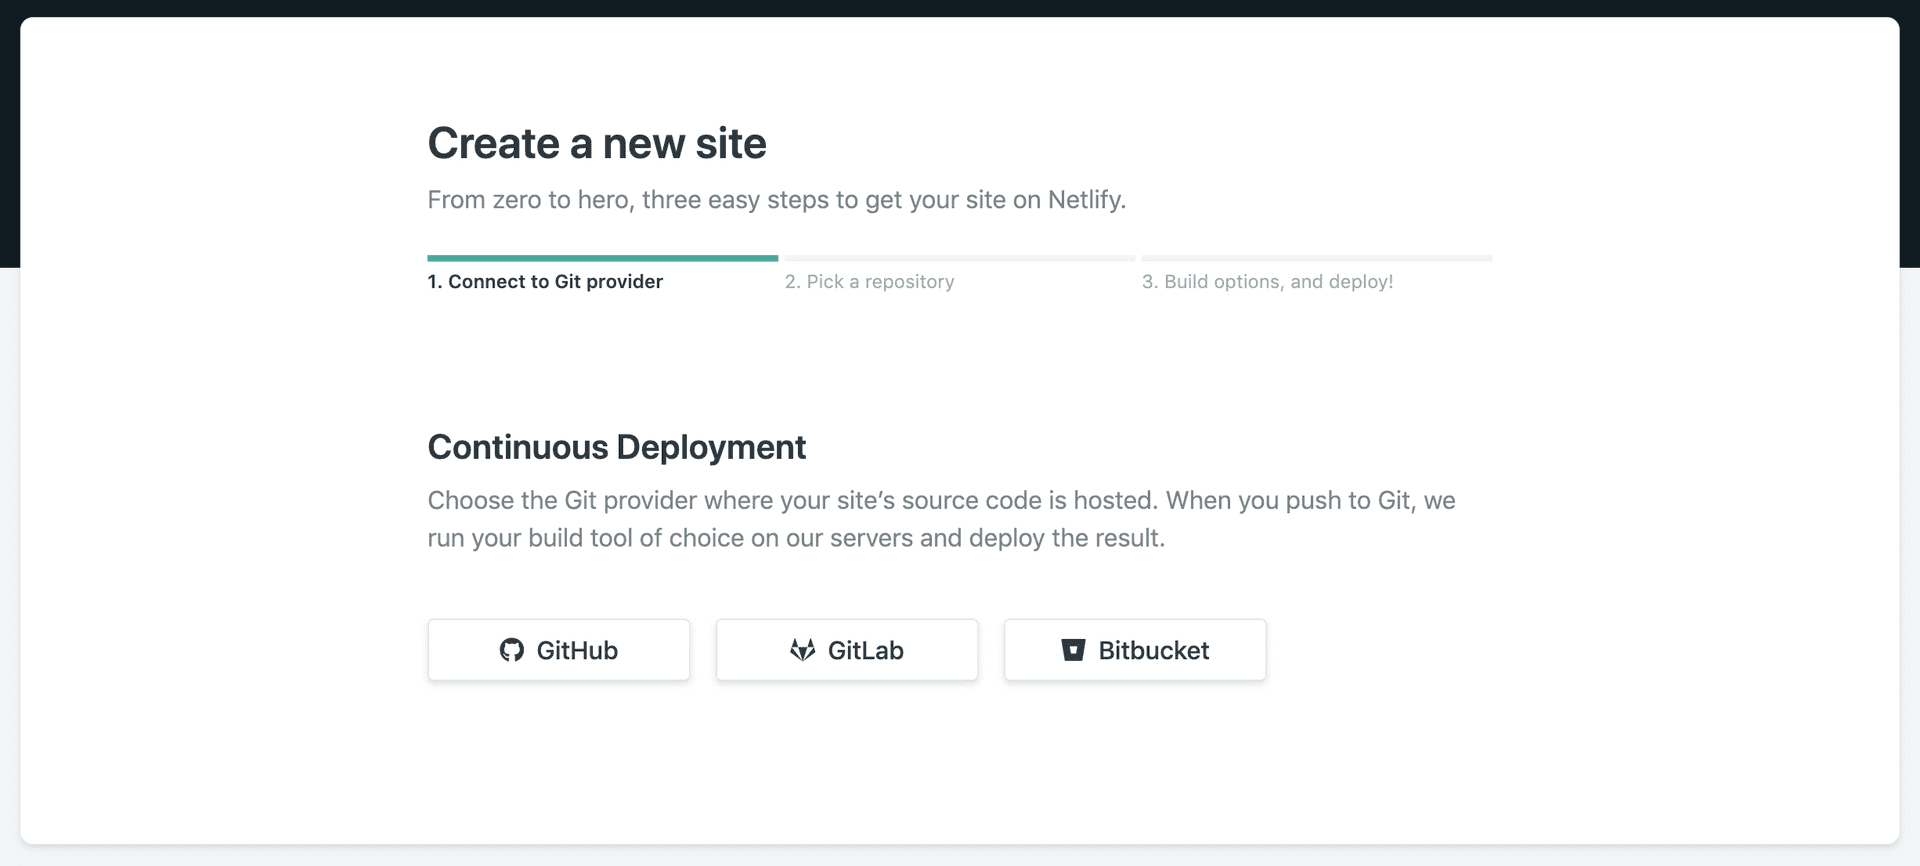 Create a new site
From zero to hero, three easy steps to get your site on Netlify.
1. Connect to Git provider
2. Pick a repository
3. Build options, and deploy!
Continuous Deployment
Choose the Git provider where your site’s source code is hosted. When you push to Git, we
run your build tool of choice on our servers and deploy the result.
GitHub
GitLab
Bitbucket